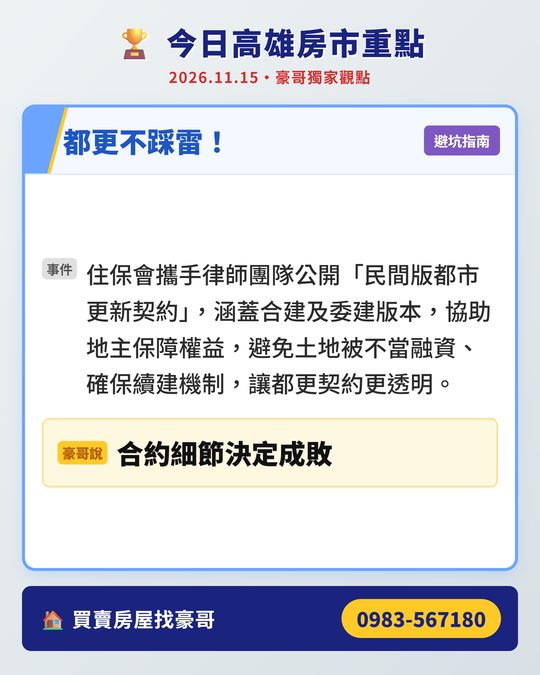 今日高雄房市重點
2026.11.15・豪哥獨家觀點
都更不踩雷！
避坑指南
事件
住保會攜手律師團隊公開「民間版都市
更新契約」，涵蓋合建及委建版本，協助
地主保障權益，避免土地被不當融資、
確保續建機制，讓都更契約更透明。
豪哥說
合約細節決定成敗
買賣房屋找豪哥
0983-567180